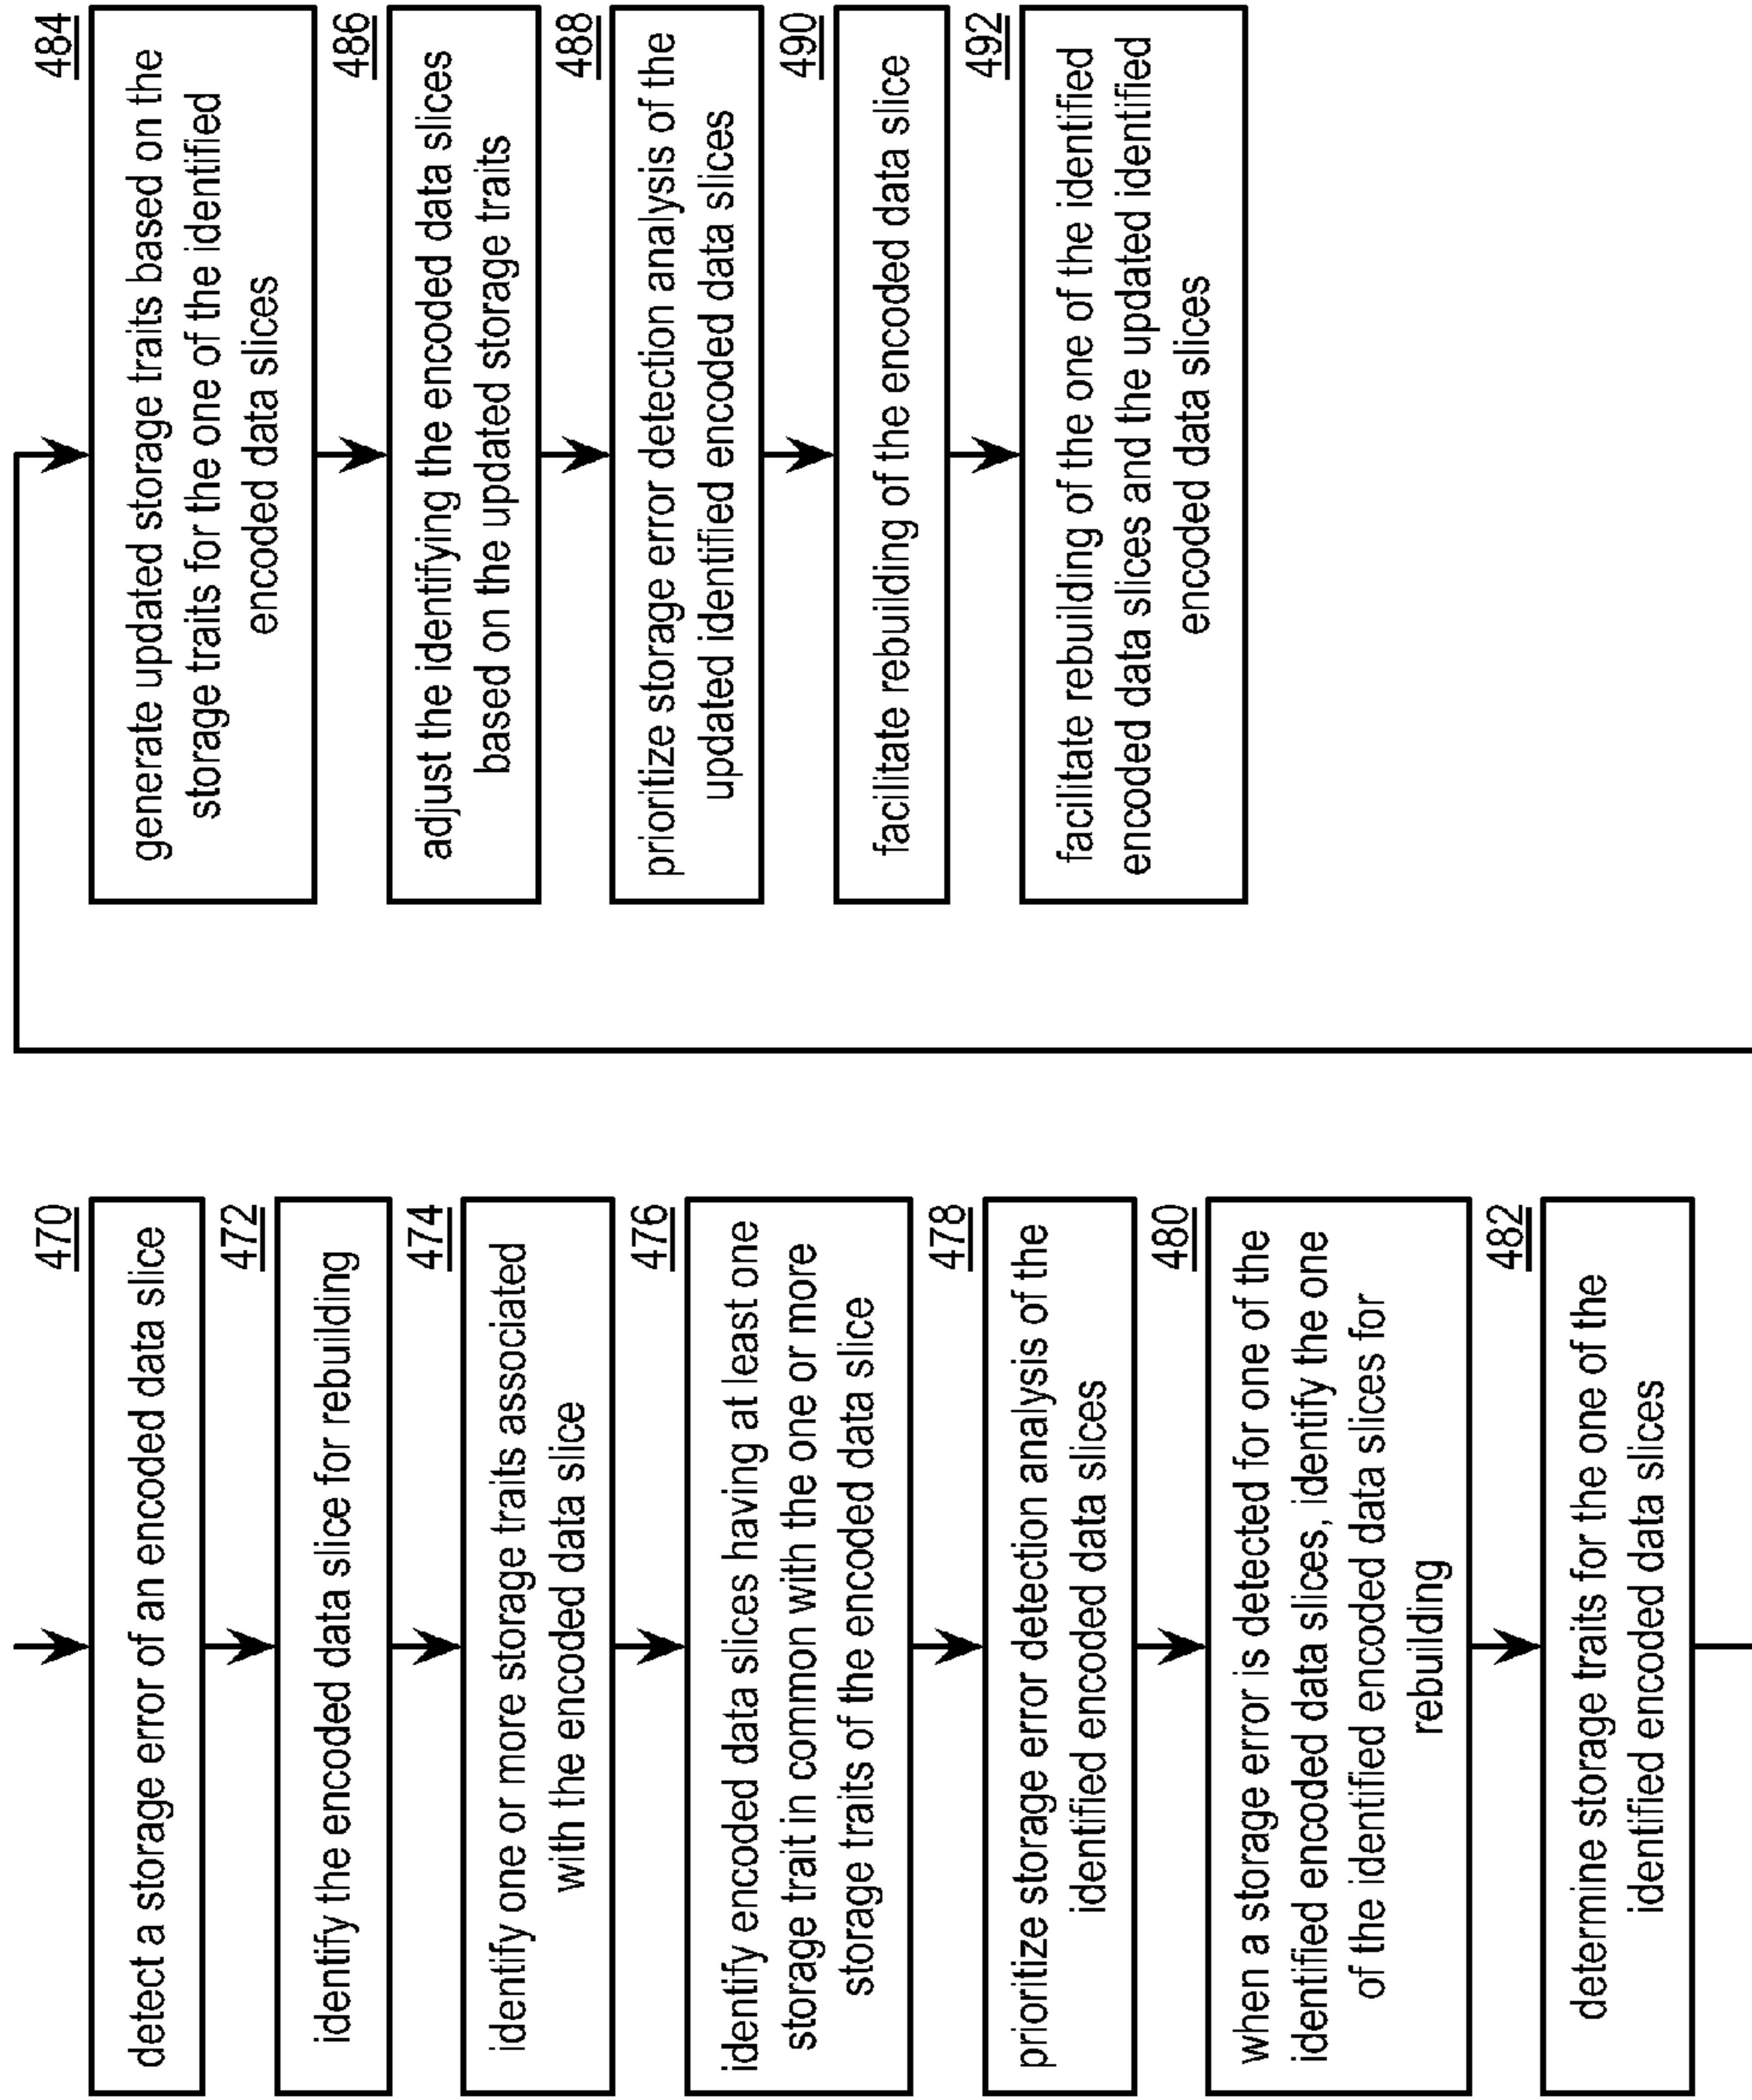 470
detect a storage error of an encoded data slice
472
identify the encoded data slice for rebuilding
474
identify one or more storage traits associated
with the encoded data slice
476
identify encoded data slices having at least one
storage trait in common with the one or more
storage traits of the encoded data slice
478
prioritize storage error detection analysis of the
identified encoded data slices
480
when a storage error is detected for one of the
identified encoded data slices, identify the one
of the identified encoded data slices for
rebuilding
482
determine storage traits for the one of the
identified encoded data slices
484
generate updated storage traits based on the
storage traits for the one of the identified
encoded data slices
486
adjust the identifying the encoded data slices
based on the updated storage traits
488
prioritize storage error detection analysis of the
updated identified encoded data slices
490
facilitate rebuilding of the encoded data slice
492
facilitate rebuilding of the one of the identified
encoded data slices and the updated identified
encoded data slices